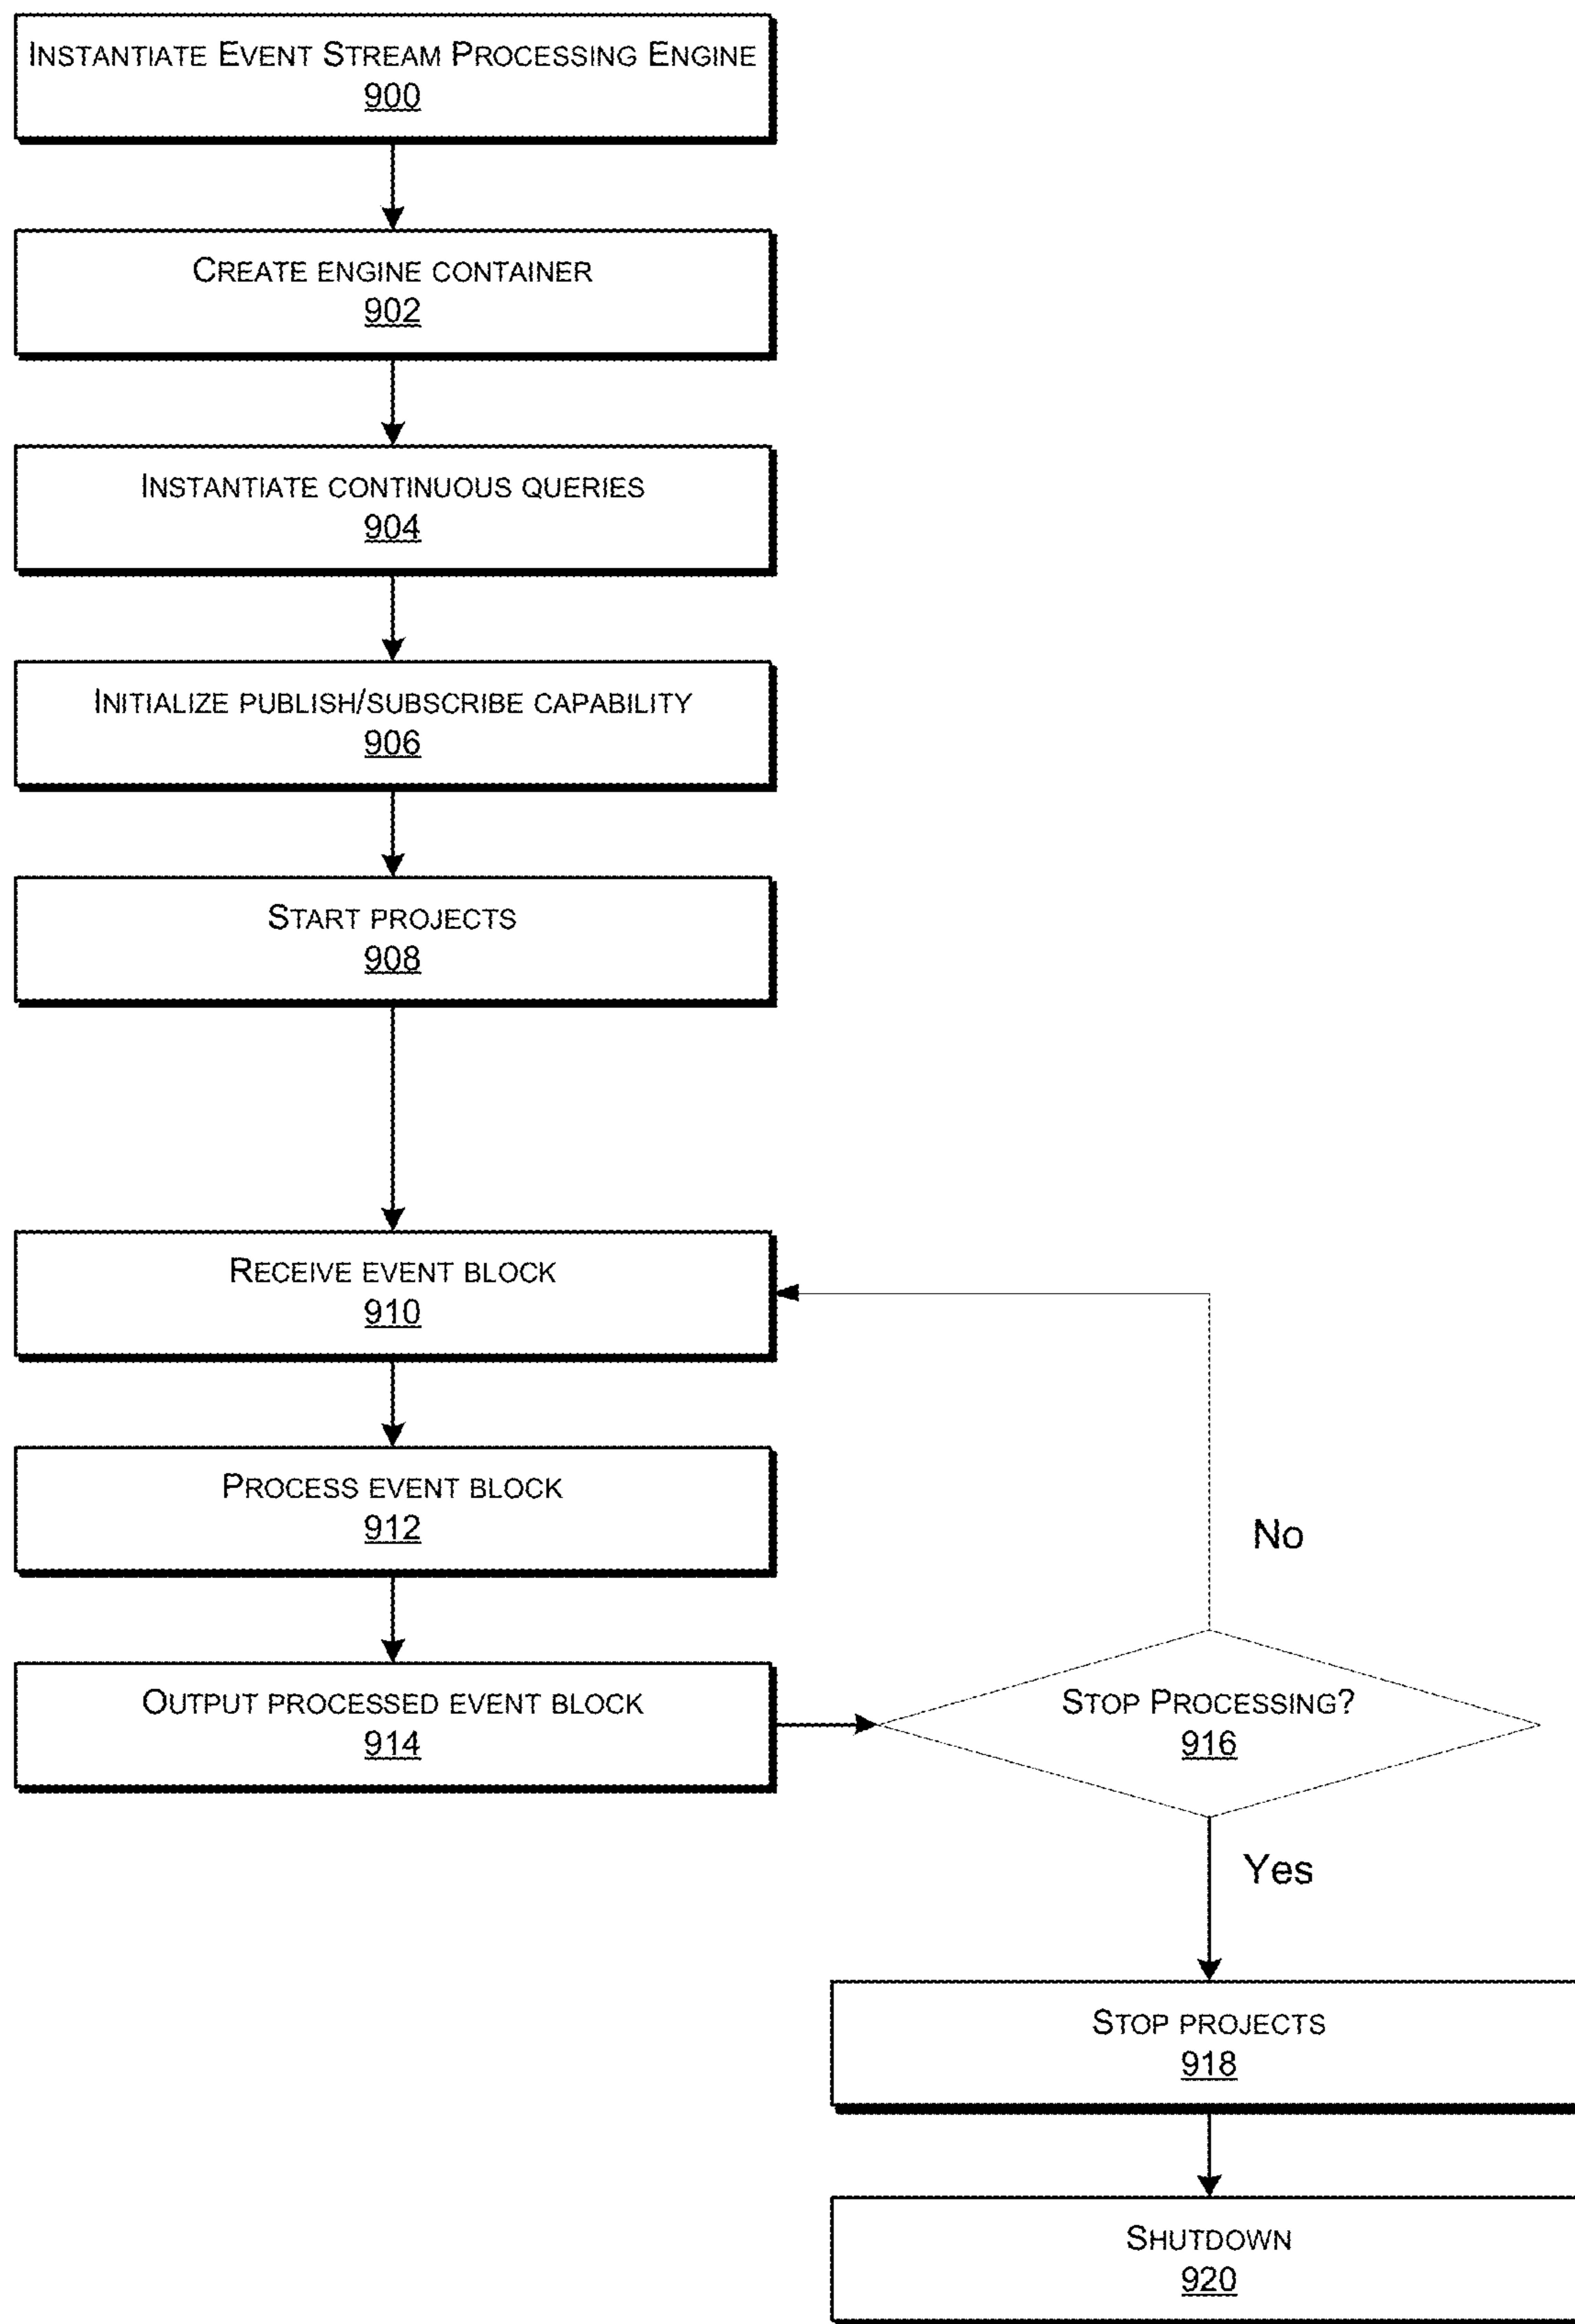 INSTANTIATE EVENT STREAM PROCESSING ENGINE
900
CREATE ENGINE CONTAINER
902
INSTANTIATE CONTINUOUS QUERIES
904
INITIALIZE PUBLISH/SUBSCRIBE CAPABILITY
906
START PROJECTS
908
RECEIVE EVENT BLOCK
910
PROCESS EVENT BLOCK
912
No
OUTPUT PROCESSED EVENT BLOCK
914
STOP PROCESSING?
916
Yes
STOP PROJECTS
918
SHUTDOWN
920